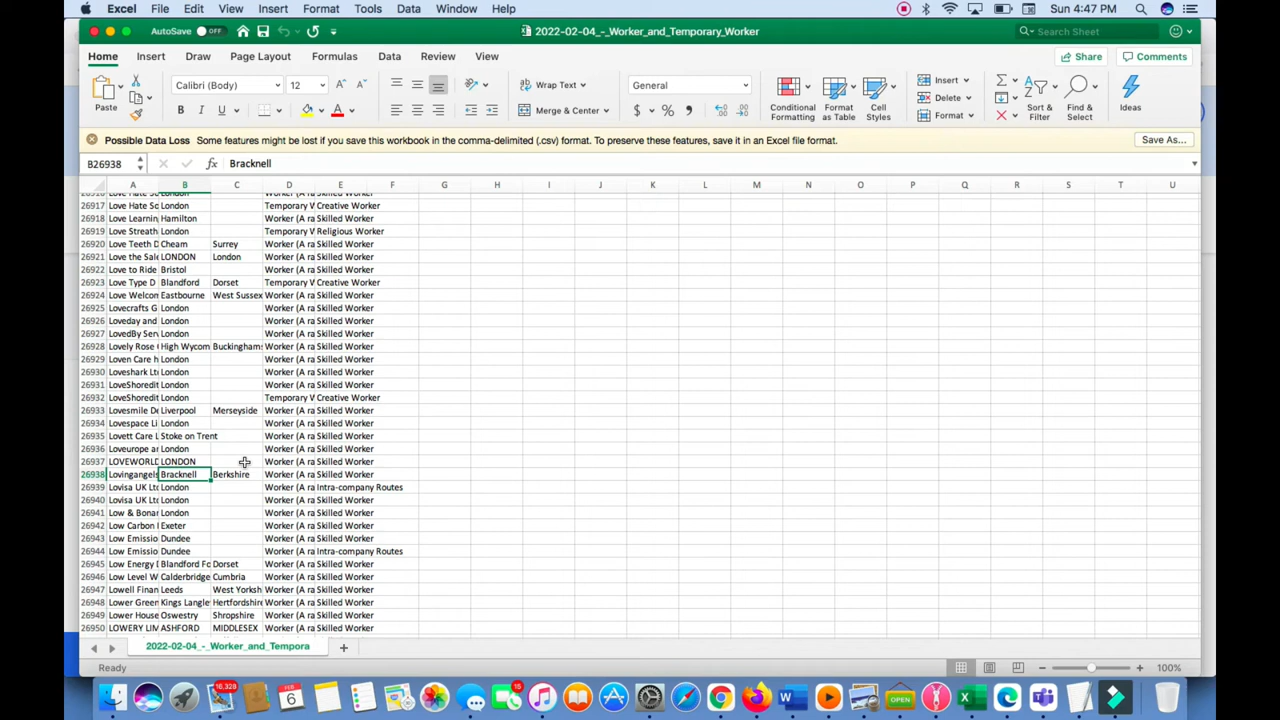 Excel File Edit View Insert Format Tools Data Window Help Sun 4:47 PM
AutoSave OFF 2022-02-04_-_Worker_and_Temporary_Worker Search Sheet
Home Insert Draw Page Layout Formulas Data Review View Share Comments
Paste Calibri (Body) 12 Wrap Text General Conditional Formatting Format as Table Cell Styles Insert Sort & Filter Find & Select Ideas
B I U Merge & Center $ % Delete
Format
Possible Data Loss Some features might be lost if you save this workbook in the comma-delimited (.csv) format. To preserve these features, save it in an Excel file format. Save As...
B26938 fx Bracknell
A B C D E F G H I J K L M N O P Q R S T U
26917 Love Hate So London Temporary V Creative Worker
26918 Love Learnin Hamilton Worker (A ra Skilled Worker
26919 Love Streath London Temporary V Religious Worker
26920 Love Teeth D Cheam Surrey Worker (A ra Skilled Worker
26921 Love the Sale LONDON London Worker (A ra Skilled Worker
26922 Love to Ride Bristol Worker (A ra Skilled Worker
26923 Love Type D Blandford Dorset Temporary V Creative Worker
26924 Love Welcom Eastbourne West Sussex Worker (A ra Skilled Worker
26925 Lovecrafts G London Worker (A ra Skilled Worker
26926 Loveday and London Worker (A ra Skilled Worker
26927 LovedBy Serv London Worker (A ra Skilled Worker
26928 Lovely Rose High Wycom Buckinghams Worker (A ra Skilled Worker
26929 Loven Care h London Worker (A ra Skilled Worker
26930 Loveshark Ltd London Worker (A ra Skilled Worker
26931 LoveShoredit London Worker (A ra Skilled Worker
26932 LoveShoredit London Temporary V Creative Worker
26933 Lovesmile De Liverpool Merseyside Worker (A ra Skilled Worker
26934 Lovespace Li London Worker (A ra Skilled Worker
26935 Lovett Care L Stoke on Trent Worker (A ra Skilled Worker
26936 Loveurope ar London Worker (A ra Skilled Worker
26937 LOVEWORLD LONDON Worker (A ra Skilled Worker
26938 Lovingangels Bracknell Berkshire Worker (A ra Skilled Worker
26939 Lovisa UK Ltd London Worker (A ra Intra-company Routes
26940 Lovisa UK Ltd London Worker (A ra Skilled Worker
26941 Low & Bonar London Worker (A ra Skilled Worker
26942 Low Carbon Exeter Worker (A ra Skilled Worker
26943 Low Emissio Dundee Worker (A ra Skilled Worker
26944 Low Emissio Dundee Worker (A ra Intra-company Routes
26945 Low Energy D Blandford Fo Dorset Worker (A ra Skilled Worker
26946 Low Level W Calderbridge Cumbria Worker (A ra Skilled Worker
26947 Lowell Finan Leeds West Yorksh Worker (A ra Skilled Worker
26948 Lower Green Kings Langle Hertfordshire Worker (A ra Skilled Worker
26949 Lower House Oswestry Shropshire Worker (A ra Skilled Worker
26950 LOWERY LIM ASHFORD MIDDLESEX Worker (A ra Skilled Worker
2022-02-04_-_Worker_and_Tempora
Ready 100%
16,328 FEB 6 15 OPEN